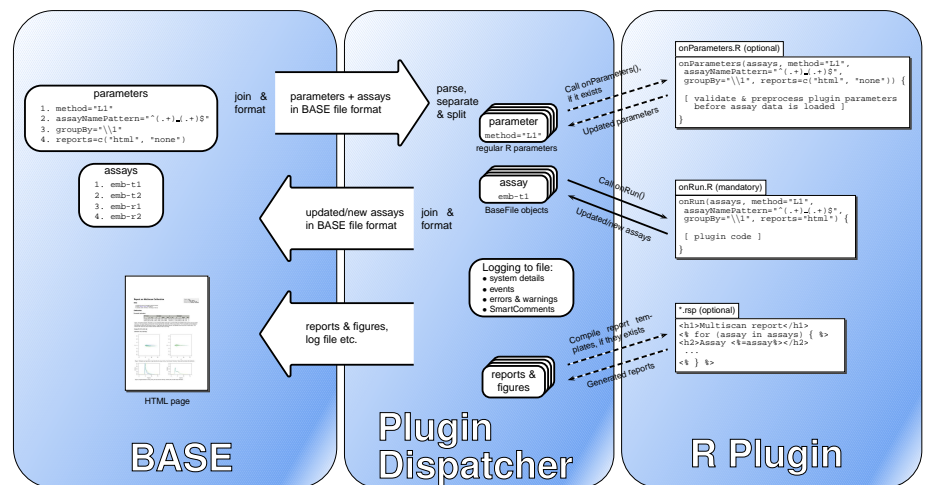 parameters
1. method="L1"
2. assayNamePattern="^(.+)_(.+)$"
3. groupBy="\\1"
4. reports=c("html", "none")
assays
1. emb-t1
2. emb-t2
3. emb-r1
4. emb-r2
HTML page
BASE
join &
format
parameters + assays
in BASE file format
updated/new assays
in BASE file format
join &
format
reports & figures,
log file etc.
parse,
separate
& split
parameter
method="L1"
regular R parameters
assay
emb-t1
BaseFile objects
Logging to file:
● system details
● events
● errors & warnings
● SmartComments
reports &
figures
Plugin
Dispatcher
Call onParameters(),
if it exists
Updated parameters
Call onRun()
Updated/new assays
Compile report tem-
plates, if they exists
Generated reports
onParameters.R (optional)
onParameters(assays, method="L1",
assayNamePattern="^(.+)_(.+)$",
groupBy="\\1", reports=c("html", "none")) {
[ validate & preprocess plugin parameters
before assay data is loaded ]
}
onRun.R (mandatory)
onRun(assays, method="L1",
assayNamePattern="^(.+)_(.+)$",
groupBy="\\1", reports="html") {
[ plugin code ]
}
*.rsp (optional)
<h1>Multiscan report</h1>
<% for (assay in assays) { %>
<h2>Assay <%=assay%></h2>
...
<% } %>
R Plugin